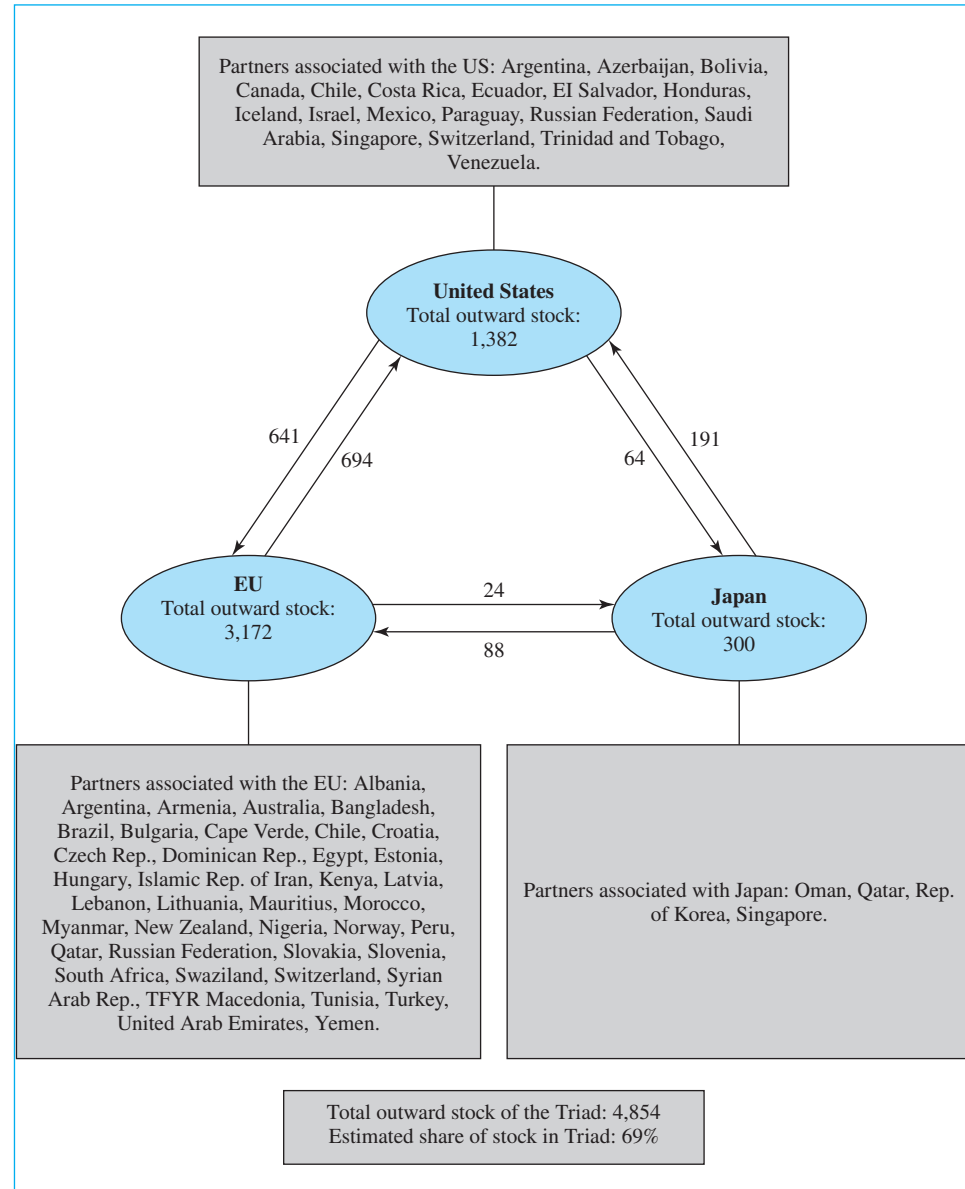 Partners associated with the US: Argentina, Azerbaijan, Bolivia,
Canada, Chile, Costa Rica, Ecuador, EI Salvador, Honduras,
Iceland, Israel, Mexico, Paraguay, Russian Federation, Saudi
Arabia, Singapore, Switzerland, Trinidad and Tobago,
Venezuela.
United States
Total outward stock:
1,382
641
694
64
191
EU
Total outward stock:
3,172
24
88
Japan
Total outward stock:
300
Partners associated with the EU: Albania,
Argentina, Armenia, Australia, Bangladesh,
Brazil, Bulgaria, Cape Verde, Chile, Croatia,
Czech Rep., Dominican Rep., Egypt, Estonia,
Hungary, Islamic Rep. of Iran, Kenya, Latvia,
Lebanon, Lithuania, Mauritius, Morocco,
Myanmar, New Zealand, Nigeria, Norway, Peru,
Qatar, Russian Federation, Slovakia, Slovenia,
South Africa, Swaziland, Switzerland, Syrian
Arab Rep., TFYR Macedonia, Tunisia, Turkey,
United Arab Emirates, Yemen.
Partners associated with Japan: Oman, Qatar, Rep.
of Korea, Singapore.
Total outward stock of the Triad: 4,854
Estimated share of stock in Triad: 69%